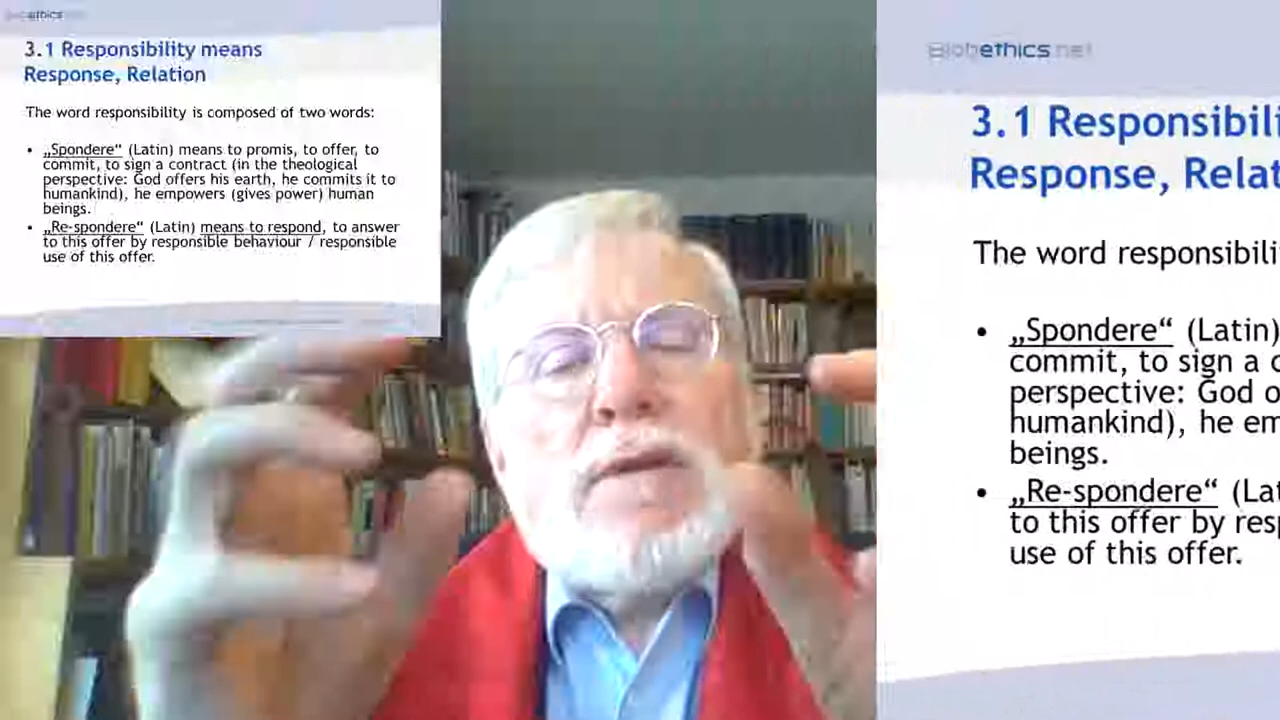 Globethics.net
3.1 Responsibility means
Response, Relation
The word responsibility is composed of two words:
• „Spondere“ (Latin) means to promis, to offer, to
commit, to sign a contract (in the theological
perspective: God offers his earth, he commits it to
humankind), he empowers (gives power) human
beings.
• „Re-spondere“ (Latin) means to respond, to answer
to this offer by responsible behaviour / responsible
use of this offer.
Globethics.net
3.1 Responsibili
Response, Relat
The word responsibili
• „Spondere“ (Latin)
commit, to sign a c
perspective: God o
humankind), he em
beings.
• „Re-spondere“ (Lat
to this offer by resp
use of this offer.